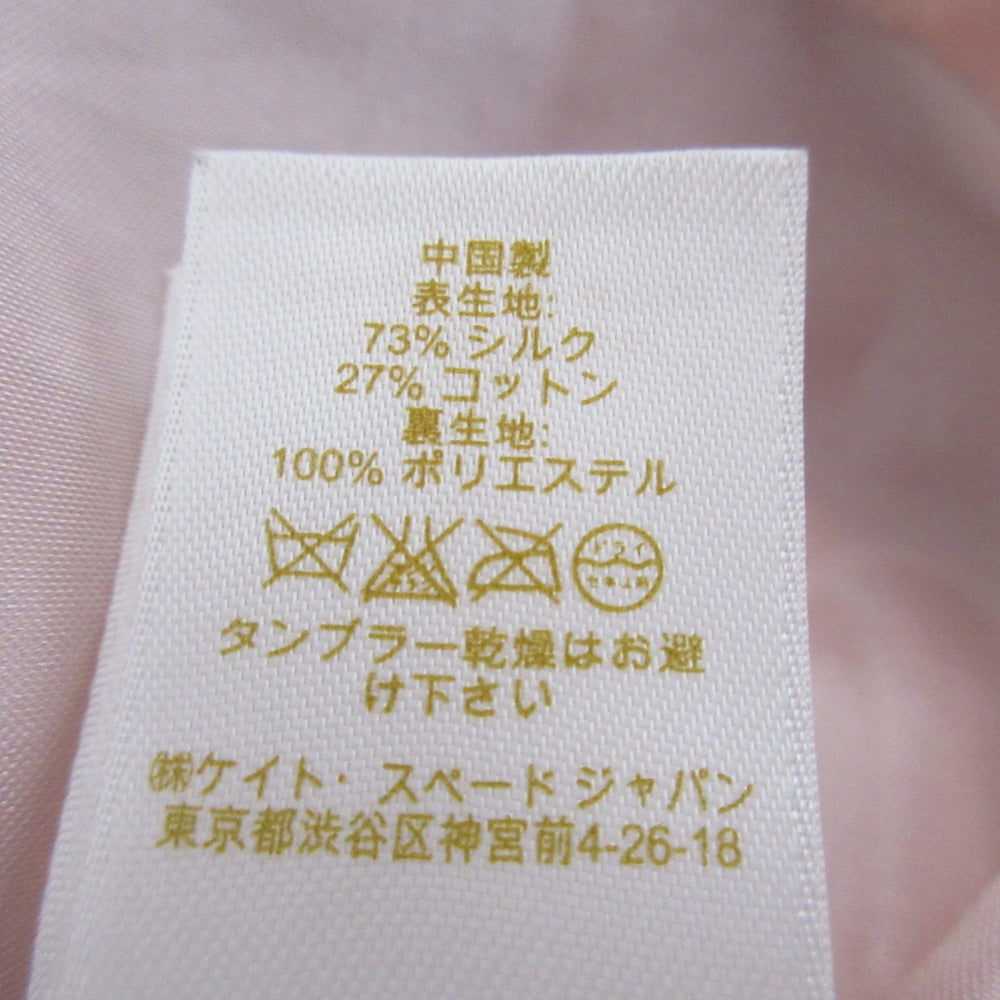 中国製
表生地:
73% シルク
27% コットン
裏生地:
100% ポリエステル
ドライ
タンブラー乾燥はお避
け下さい
㈱ケイト・スペード ジャパン
東京都渋谷区神宮前4-26-18